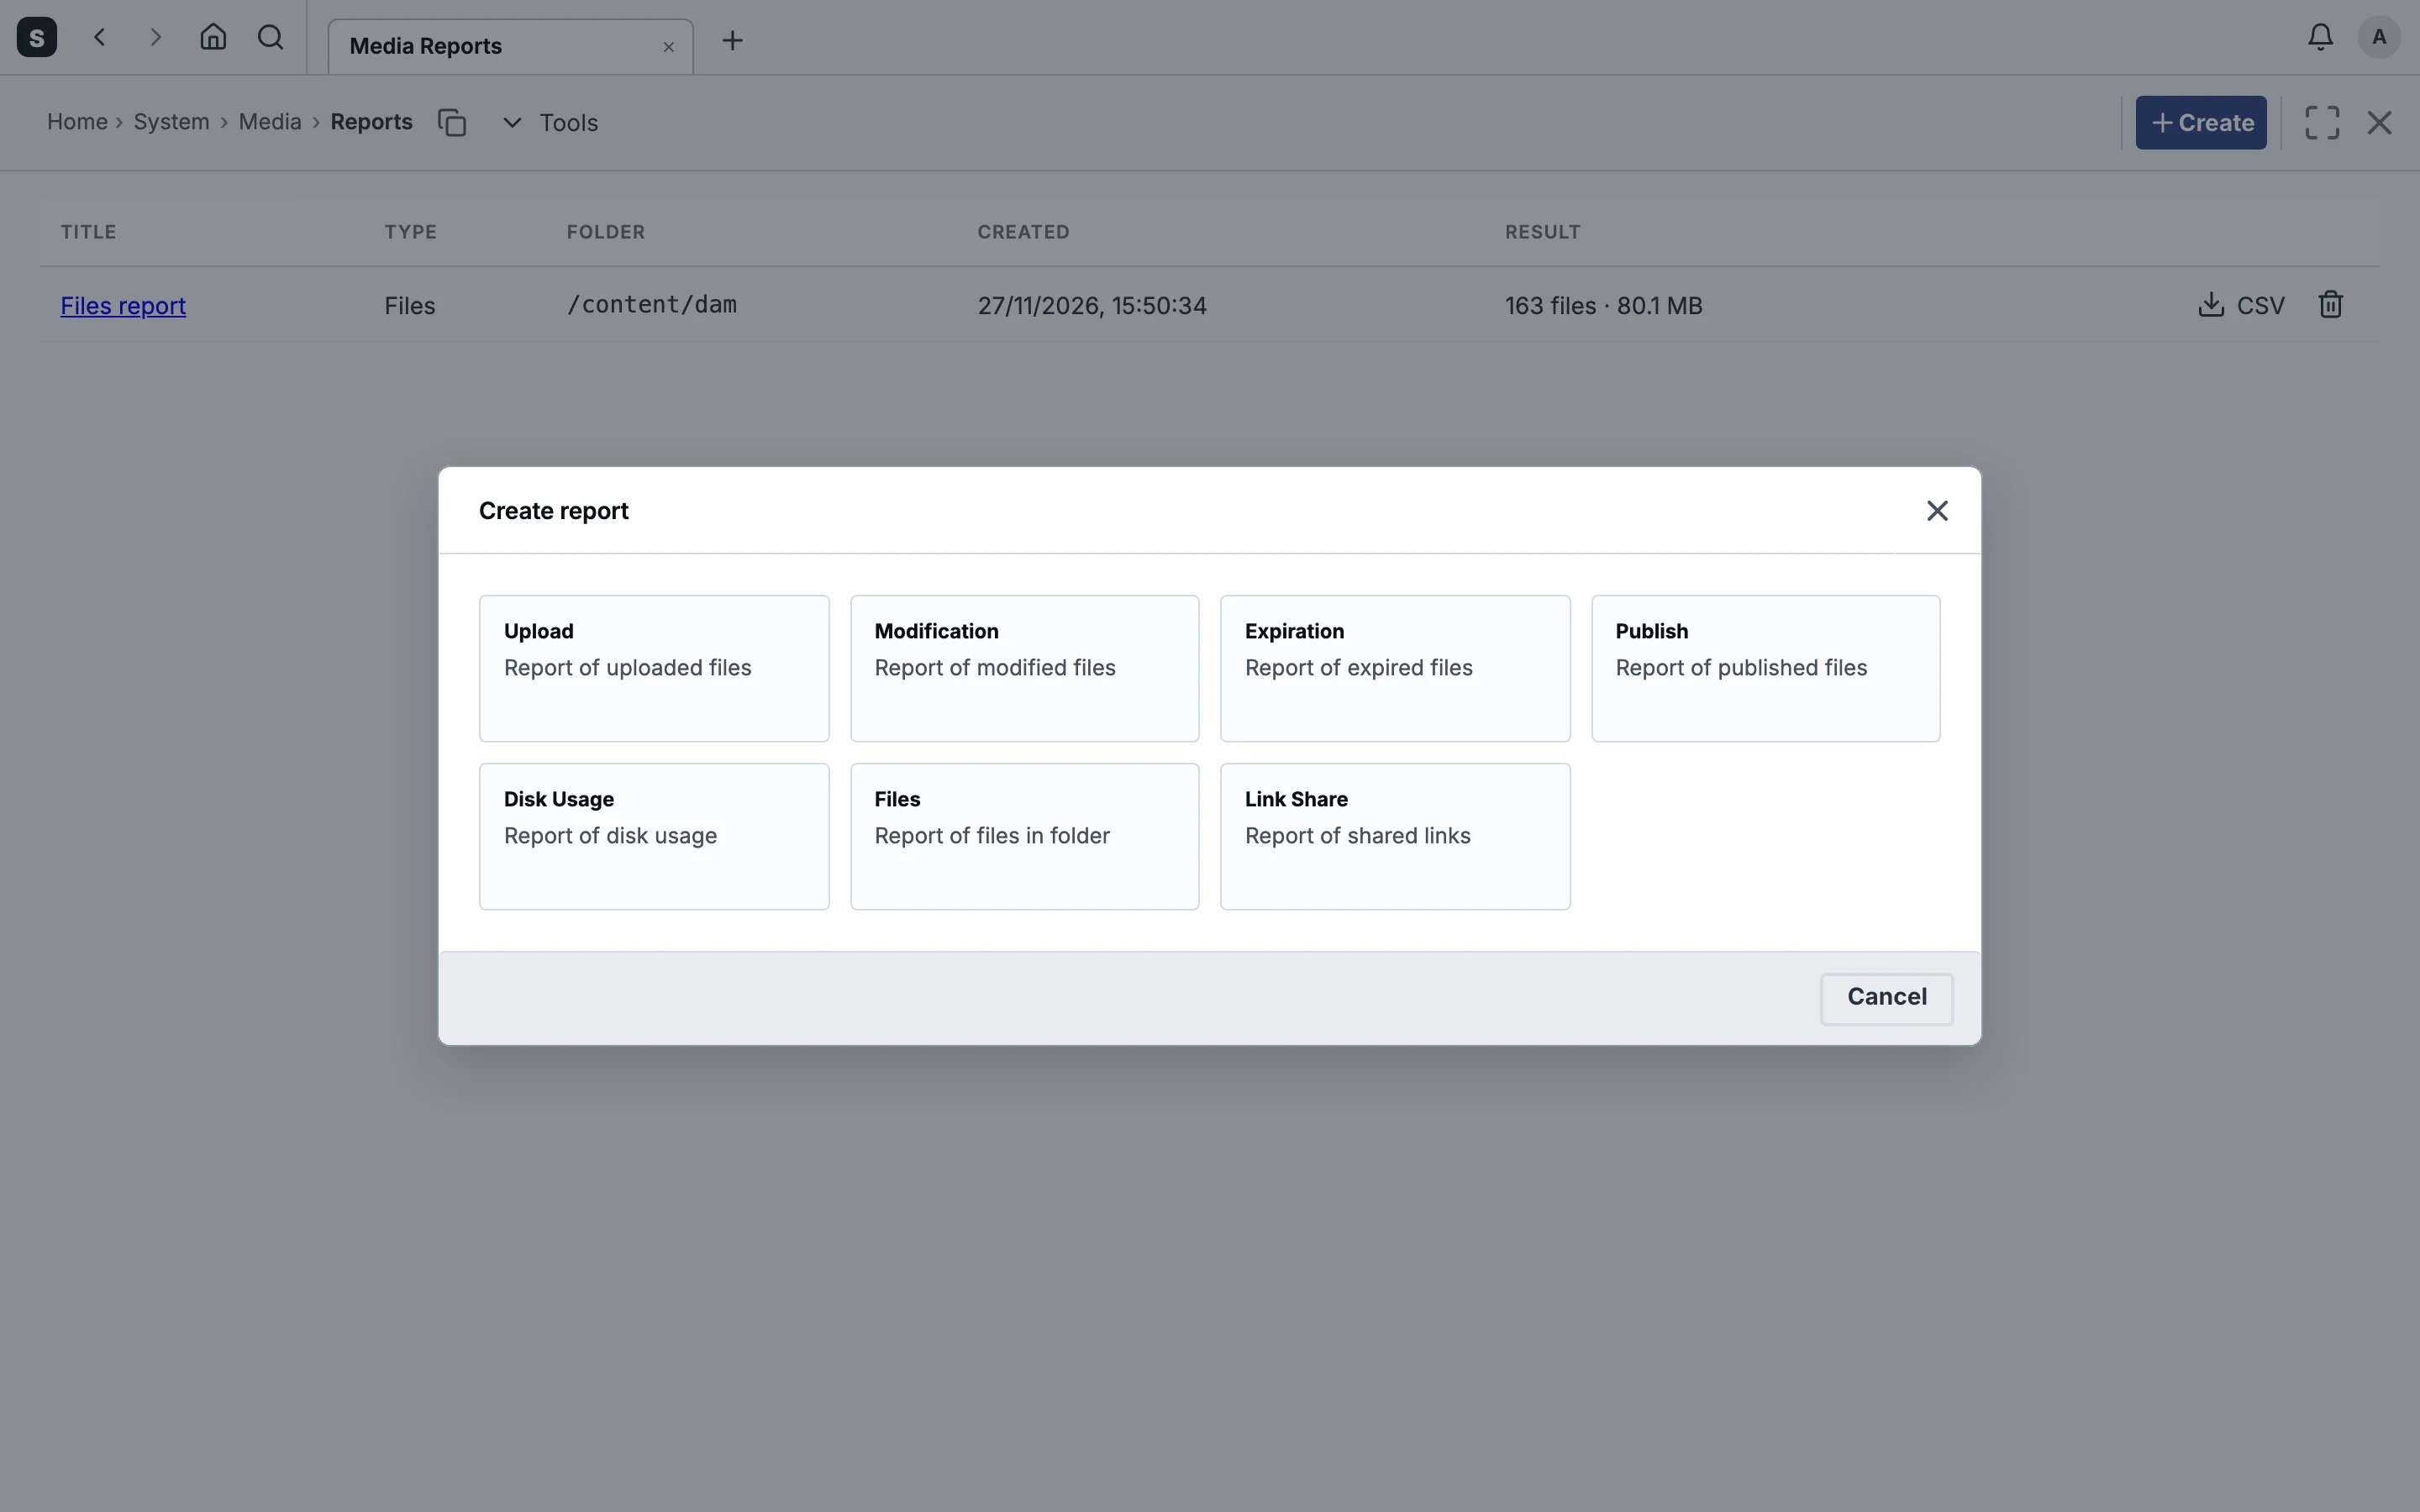 S
Media Reports
A
Home › System › Media › Reports
Tools
Create
TITLE TYPE FOLDER CREATED RESULT
Files report Files /content/dam 27/11/2026, 15:50:34 163 files · 80.1 MB CSV
Create report
Upload
Report of uploaded files
Modification
Report of modified files
Expiration
Report of expired files
Publish
Report of published files
Disk Usage
Report of disk usage
Files
Report of files in folder
Link Share
Report of shared links
Cancel